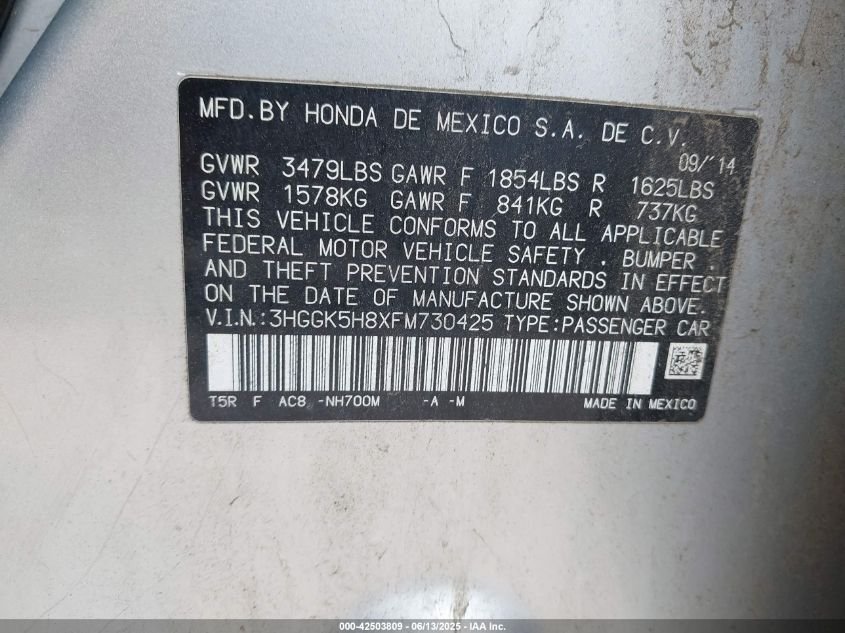 MFD.BY HONDA DE MEXICO S.A. DE C.V.
09/'14
GVWR 3479LBS GAWR F 1854LBS R 1625LBS
GVWR 1578KG GAWR F 841KG R 737KG
THIS VEHICLE CONFORMS TO ALL APPLICABLE
FEDERAL MOTOR VEHICLE SAFETY , BUMPER ,
AND THEFT PREVENTION STANDARDS IN EFFECT
ON THE DATE OF MANUFACTURE SHOWN ABOVE.
V.I.N.:3HGGK5H8XFM730425 TYPE:PASSENGER CAR
T5R F AC8 -NH700M -A -M MADE IN MEXICO
000-42503809 - 06/13/2025 - IAA Inc.